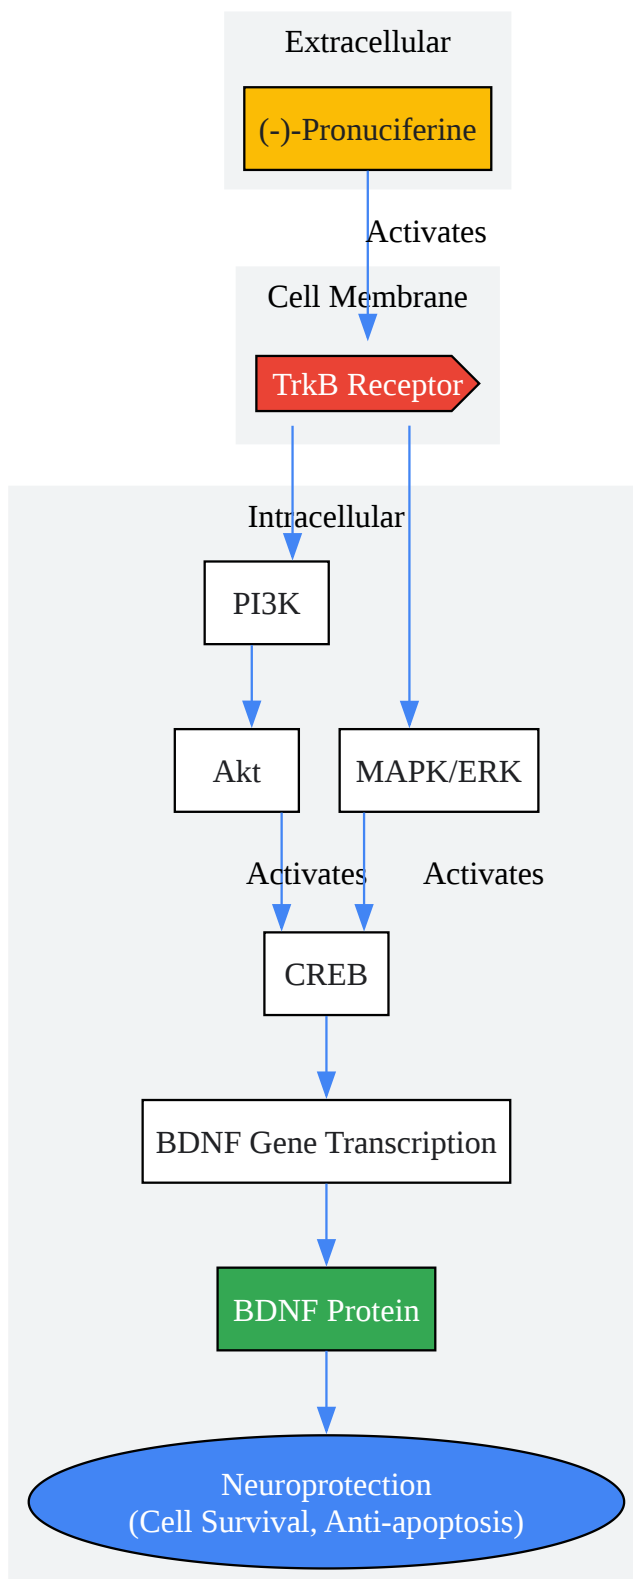 Extracellular
(-)-Pronuciferine
Activates
Cell Membrane
TrkB Receptor
Intracellular
PI3K
Akt
MAPK/ERK
Activates
Activates
CREB
BDNF Gene Transcription
BDNF Protein
Neuroprotection
(Cell Survival, Anti-apoptosis)